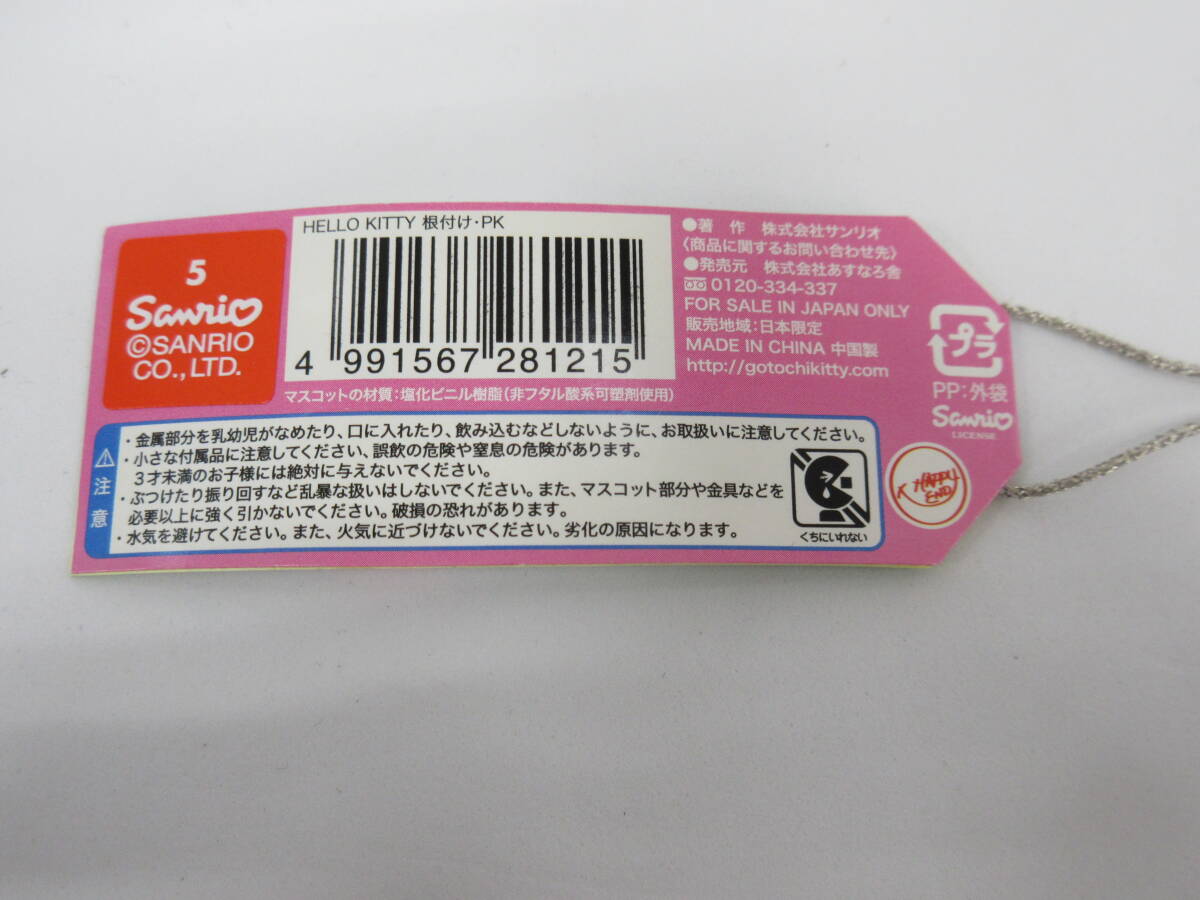 5
Sanrio
©SANRIO
CO., LTD.
HELLO KITTY 根付け・PK
4 991567 281215
マスコットの材質：塩化ビニル樹脂（非フタル酸系可塑剤使用）
●著　作　株式会社サンリオ
〈商品に関するお問い合わせ先〉
●発売元　株式会社あすなろ舎
0120-334-337
FOR SALE IN JAPAN ONLY
販売地域：日本限定
MADE IN CHINA 中国製
http://gotochikitty.com
プラ
PP：外袋
Sanrio
LICENSE
HAPPY
END
注意
・金属部分を乳幼児がなめたり、口に入れたり、飲み込むなどしないように、お取扱いに注意してください。
・小さな付属品に注意してください、誤飲の危険や窒息の危険があります。
３才未満のお子様には絶対に与えないでください。
・ぶつけたり振り回すなど乱暴な扱いはしないでください。また、マスコット部分や金具などを
必要以上に強く引かないでください。破損の恐れがあります。
・水気を避けてください。また、火気に近づけないでください。劣化の原因になります。
くちにいれない